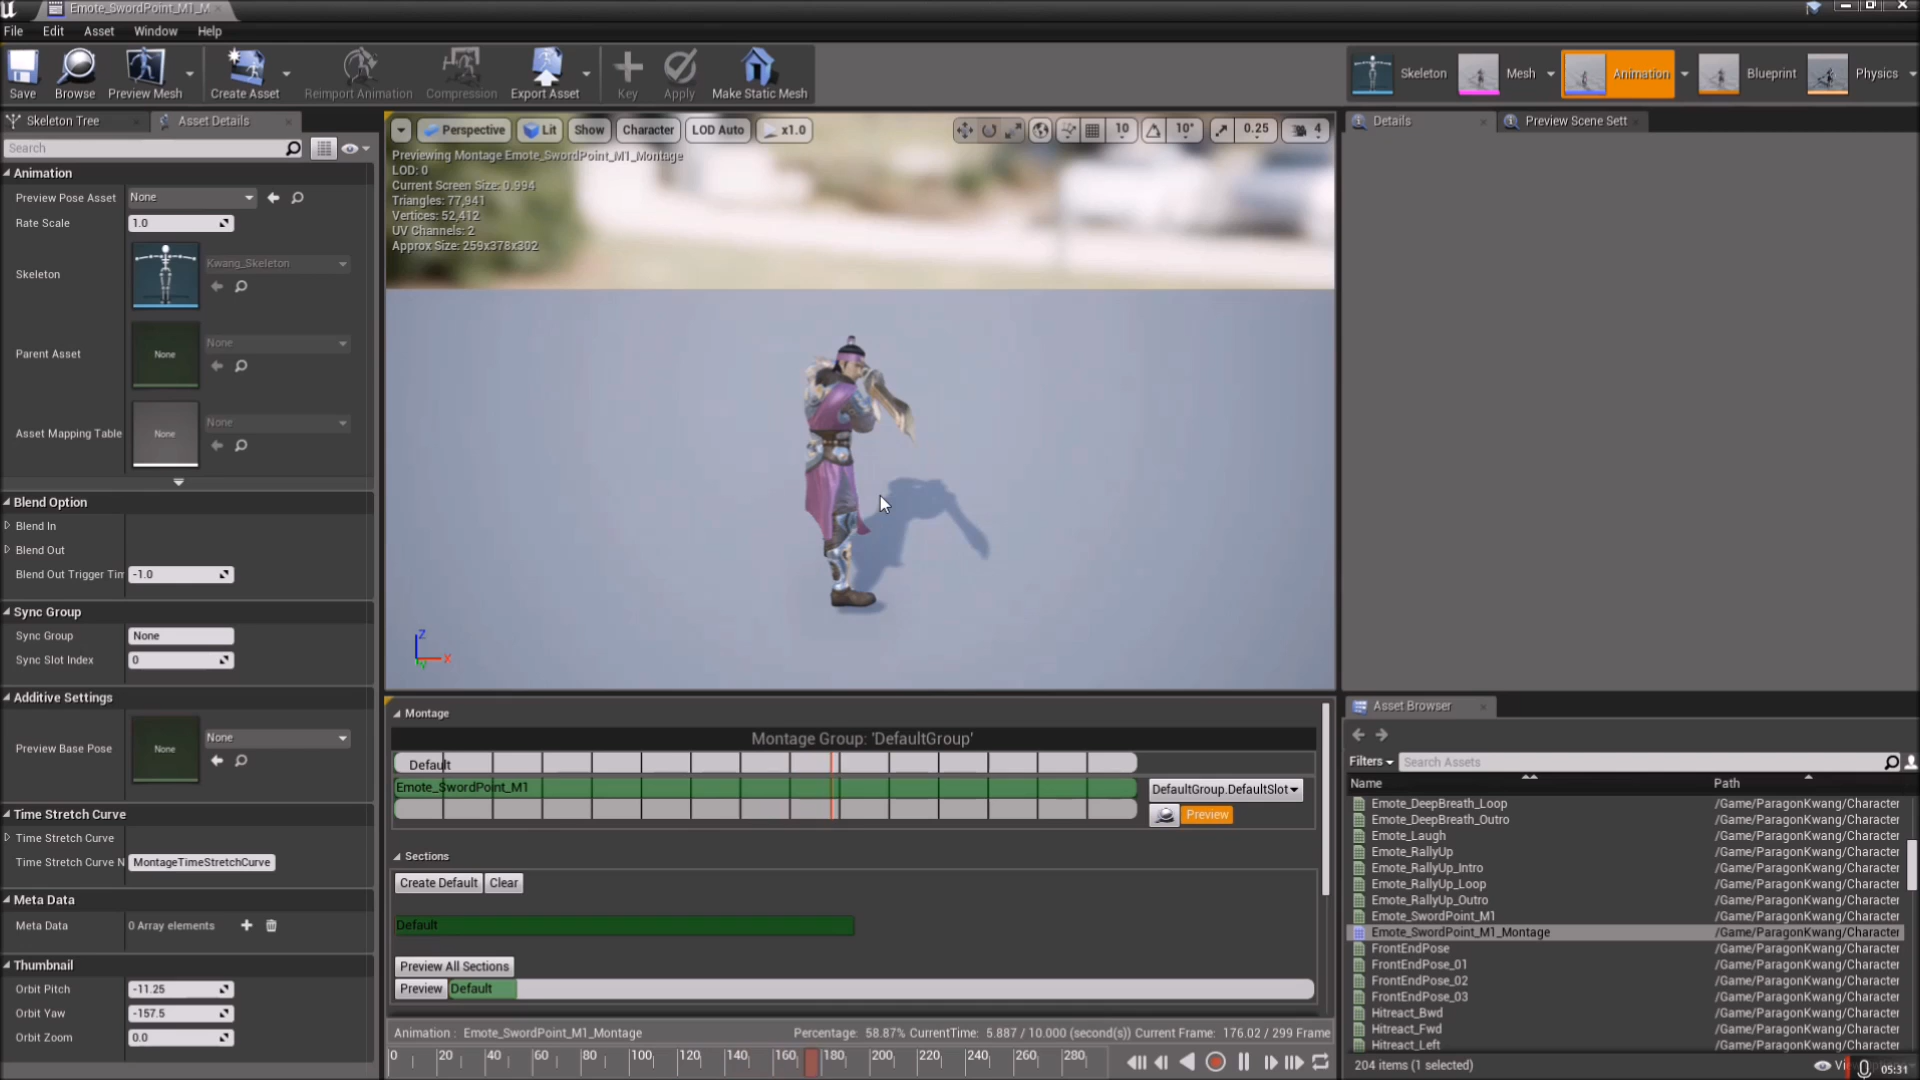 Emote_SwordPoint_M1_M
File Edit Asset Window Help
Save Browse Preview Mesh Create Asset Reimport Animation Compression Export Asset Key Apply Make Static Mesh
Skeleton Mesh Animation Blueprint Physics
Skeleton Tree Asset Details
Search
Animation
Preview Pose Asset None
Rate Scale 1.0
Skeleton Kwang_Skeleton
Parent Asset None None
Asset Mapping Table None None
Blend Option
Blend In
Blend Out
Blend Out Trigger Tim -1.0
Sync Group
Sync Group None
Sync Slot Index 0
Additive Settings
Preview Base Pose None None
Time Stretch Curve
Time Stretch Curve
Time Stretch Curve N MontageTimeStretchCurve
Meta Data
Meta Data 0 Array elements
Thumbnail
Orbit Pitch -11.25
Orbit Yaw -157.5
Orbit Zoom 0.0
Perspective Lit Show Character LOD Auto x1.0 10 10° 0.25 4
Previewing Montage Emote_SwordPoint_M1_Montage
LOD: 0
Current Screen Size: 0.994
Triangles: 77,941
Vertices: 52,412
UV Channels: 2
Approx Size: 259x378x302
Z
X
Montage
Montage Group: 'DefaultGroup'
Default
Emote_SwordPoint_M1 DefaultGroup.DefaultSlot
Preview
Sections
Create Default Clear
Default
Preview All Sections
Preview Default
Animation : Emote_SwordPoint_M1_Montage Percentage: 58.87% CurrentTime: 5.887 / 10.000 (second(s)) Current Frame: 176.02 / 299 Frame
0 20 40 60 80 100 120 140 160 180 200 220 240 260 280
Details Preview Scene Sett
Asset Browser
Filters Search Assets
Name Path
Emote_DeepBreath_Loop /Game/ParagonKwang/Character
Emote_DeepBreath_Outro /Game/ParagonKwang/Character
Emote_Laugh /Game/ParagonKwang/Character
Emote_RallyUp /Game/ParagonKwang/Character
Emote_RallyUp_Intro /Game/ParagonKwang/Character
Emote_RallyUp_Loop /Game/ParagonKwang/Character
Emote_RallyUp_Outro /Game/ParagonKwang/Character
Emote_SwordPoint_M1 /Game/ParagonKwang/Character
Emote_SwordPoint_M1_Montage /Game/ParagonKwang/Character
FrontEndPose /Game/ParagonKwang/Character
FrontEndPose_01 /Game/ParagonKwang/Character
FrontEndPose_02 /Game/ParagonKwang/Character
FrontEndPose_03 /Game/ParagonKwang/Character
Hitreact_Bwd /Game/ParagonKwang/Character
Hitreact_Fwd /Game/ParagonKwang/Character
Hitreact_Left /Game/ParagonKwang/Character
204 items (1 selected) 05:31